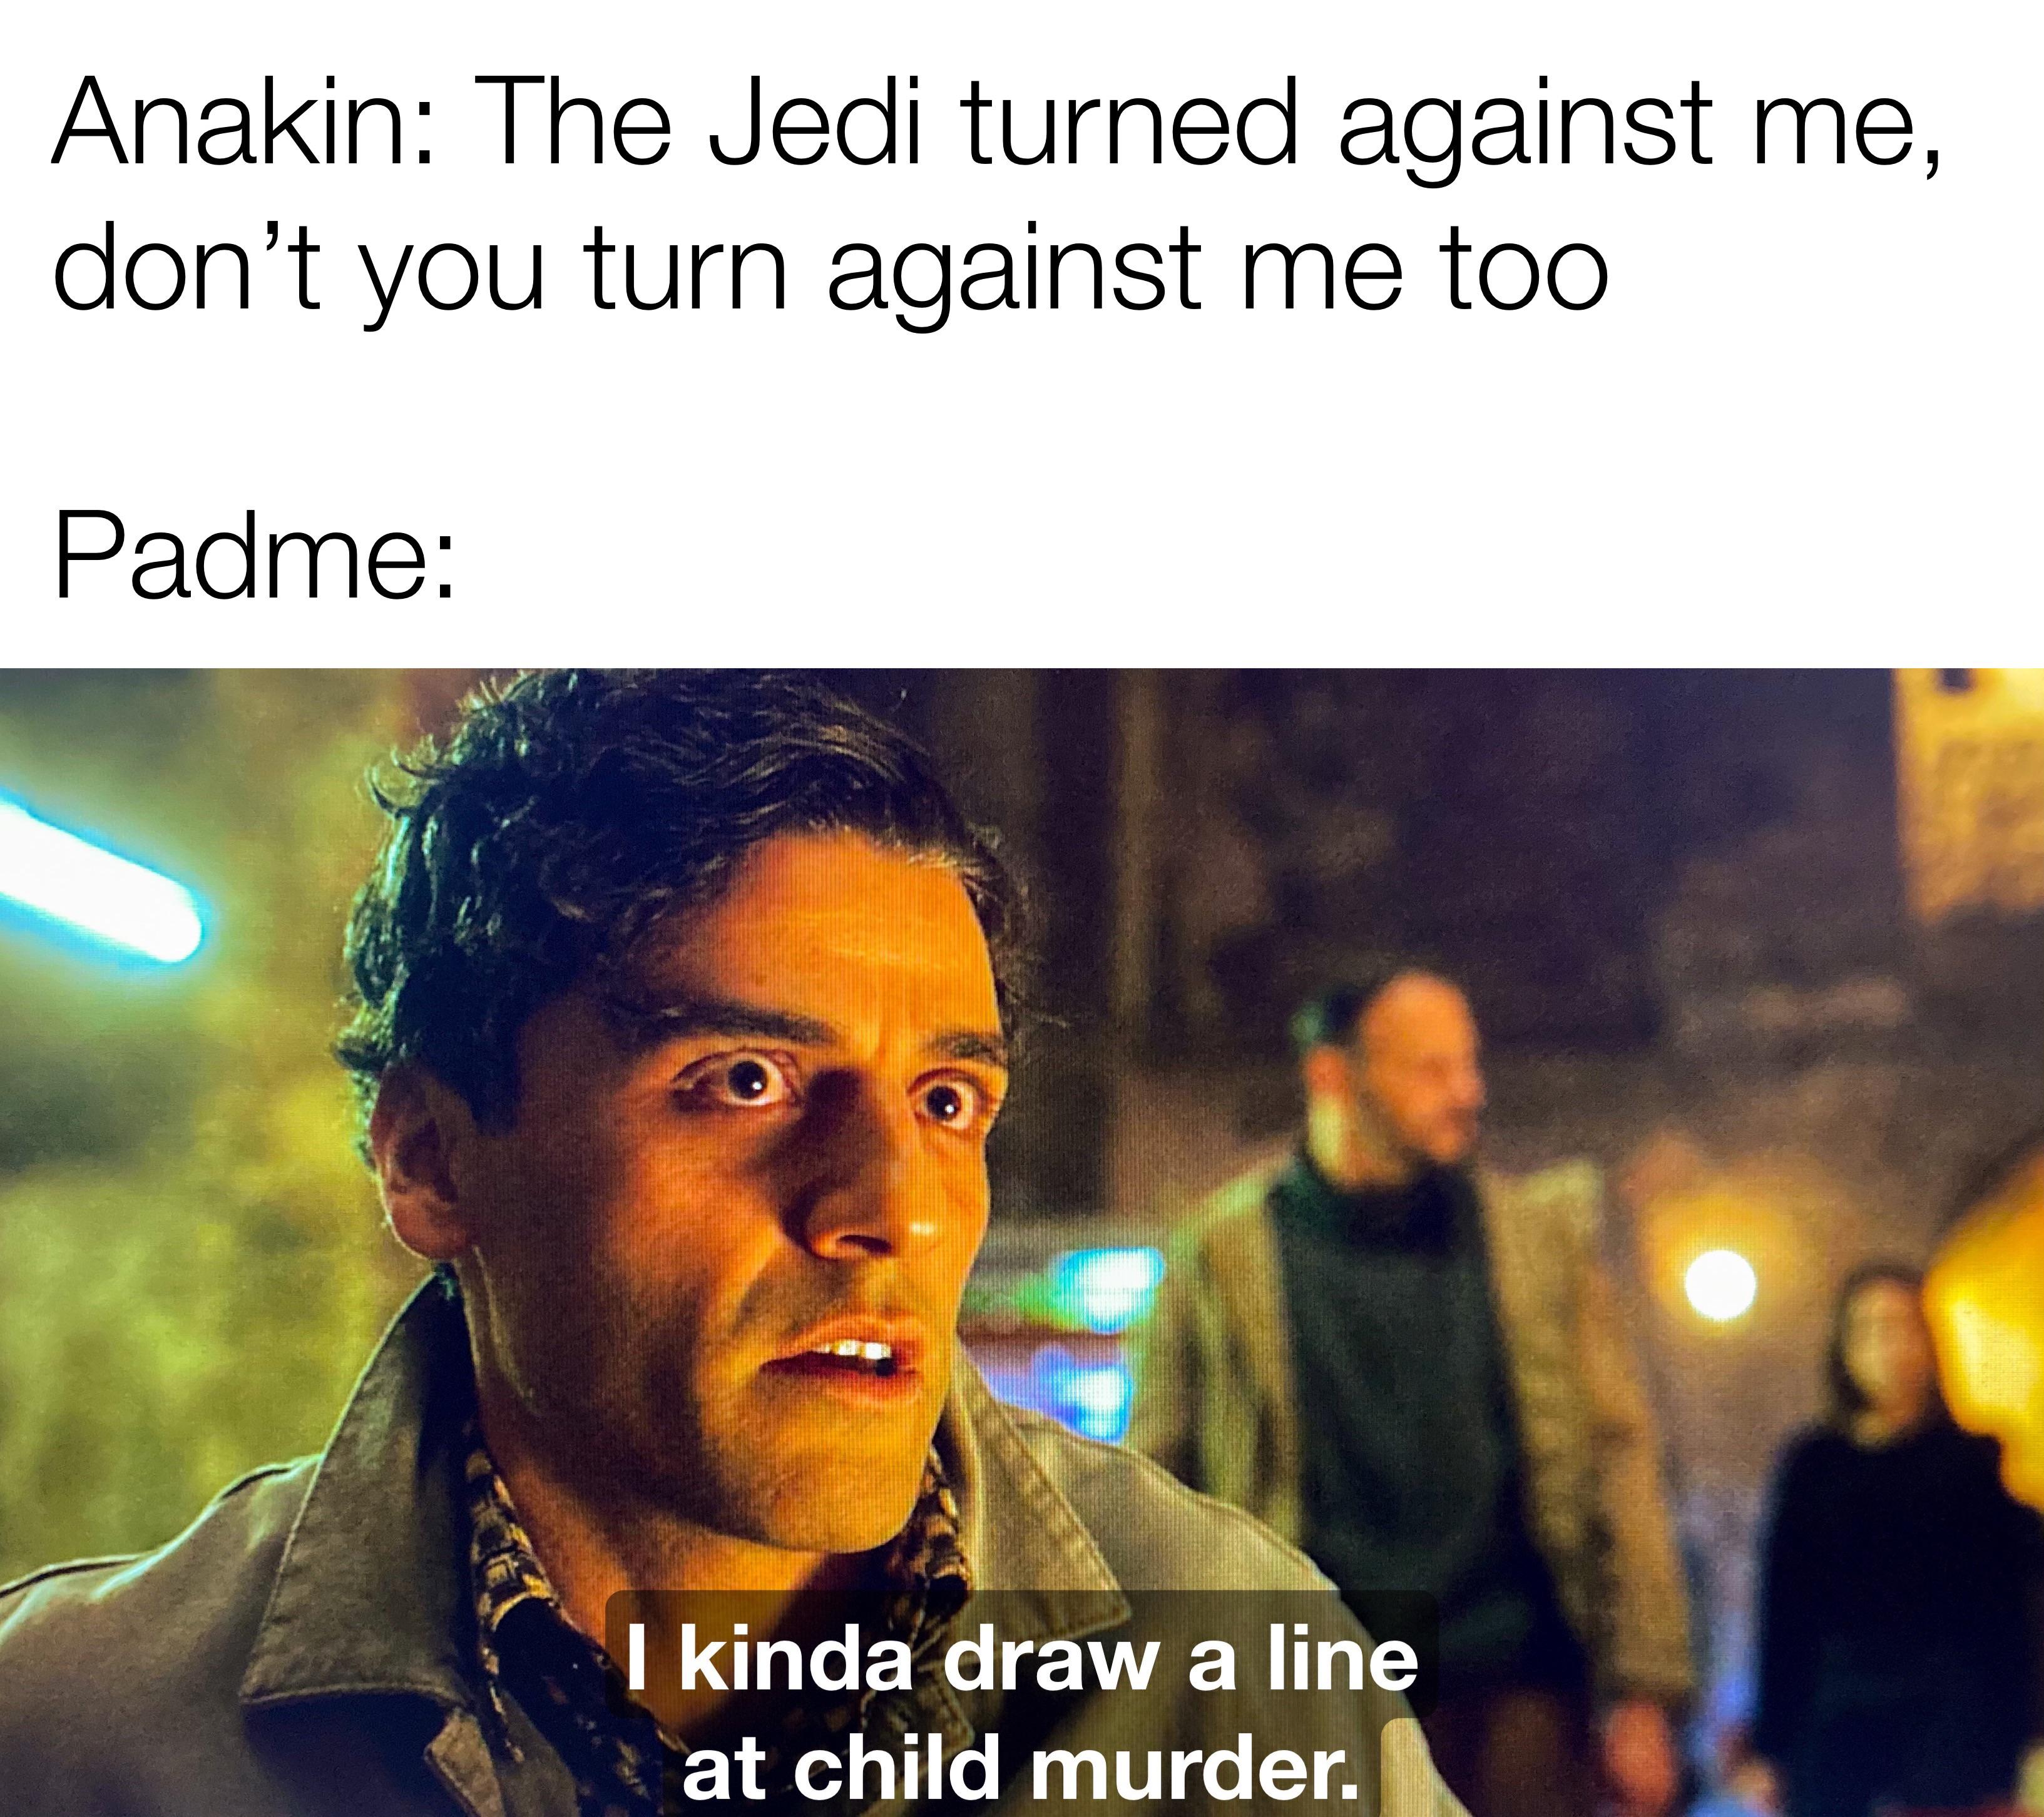 Anakin: The Jedi turned against me,
don’t you turn against me too
Padme:
I kinda draw a line
at child murder.